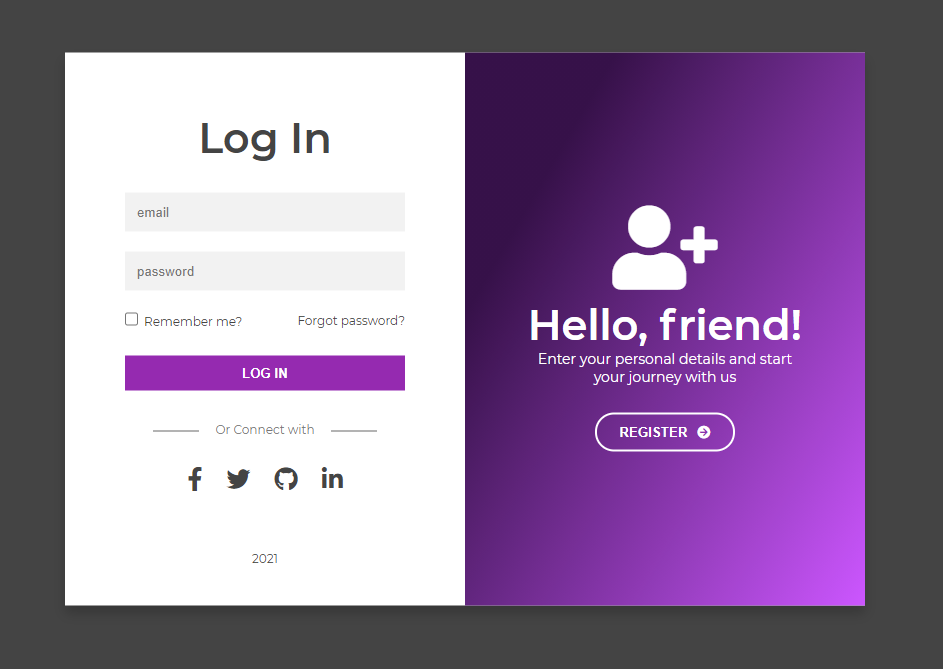 Log In
email
password
Remember me?
Forgot password?
LOG IN
Or Connect with
2021
Hello, friend!
Enter your personal details and start
your journey with us
REGISTER